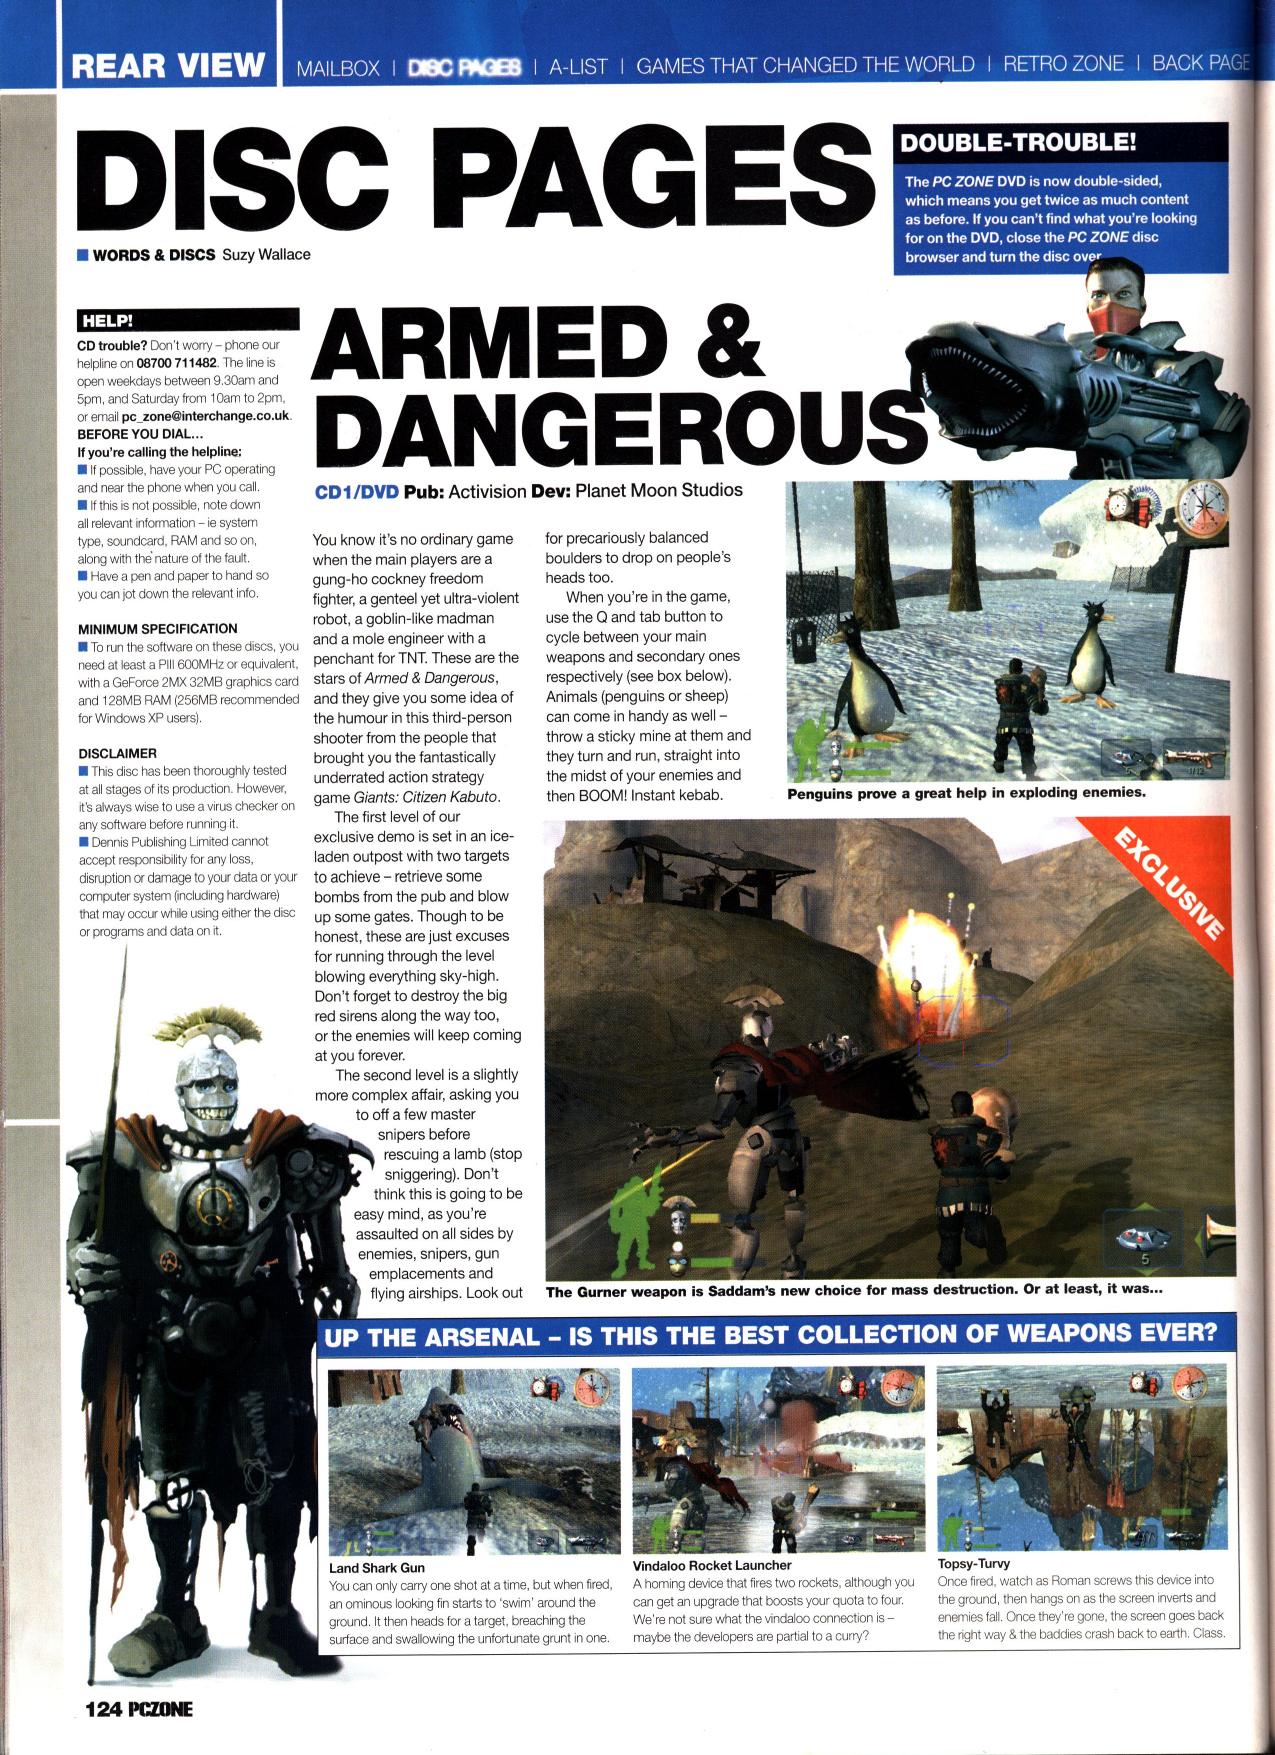 REAR VIEW
MAILBOX | DISC PAGES | A-LIST | GAMES THAT CHANGED THE WORLD | RETRO ZONE | BACK PAGE
DISC PAGES
■ WORDS & DISCS Suzy Wallace
DOUBLE-TROUBLE!
The PC ZONE DVD is now double-sided,
which means you get twice as much content
as before. If you can't find what you're looking
for on the DVD, close the PC ZONE disc
browser and turn the disc over
HELP!
CD trouble? Don't worry – phone our
helpline on 08700 711482. The line is
open weekdays between 9.30am and
5pm, and Saturday from 10am to 2pm,
or email pc_zone@interchange.co.uk.
BEFORE YOU DIAL...
If you're calling the helpline;
■ If possible, have your PC operating
and near the phone when you call.
■ If this is not possible, note down
all relevant information – ie system
type, soundcard, RAM and so on,
along with the nature of the fault.
■ Have a pen and paper to hand so
you can jot down the relevant info.
MINIMUM SPECIFICATION
■ To run the software on these discs, you
need at least a PIII 600MHz or equivalent,
with a GeForce 2MX 32MB graphics card
and 128MB RAM (256MB recommended
for Windows XP users).
DISCLAIMER
■ This disc has been thoroughly tested
at all stages of its production. However,
it's always wise to use a virus checker on
any software before running it.
■ Dennis Publishing Limited cannot
accept responsibility for any loss,
disruption or damage to your data or your
computer system (including hardware)
that may occur while using either the disc
or programs and data on it.
ARMED &
DANGEROUS
CD1/DVD Pub: Activision Dev: Planet Moon Studios
You know it's no ordinary game
when the main players are a
gung-ho cockney freedom
fighter, a genteel yet ultra-violent
robot, a goblin-like madman
and a mole engineer with a
penchant for TNT. These are the
stars of Armed & Dangerous,
and they give you some idea of
the humour in this third-person
shooter from the people that
brought you the fantastically
underrated action strategy
game Giants: Citizen Kabuto.
The first level of our
exclusive demo is set in an ice-
laden outpost with two targets
to achieve – retrieve some
bombs from the pub and blow
up some gates. Though to be
honest, these are just excuses
for running through the level
blowing everything sky-high.
Don't forget to destroy the big
red sirens along the way too,
or the enemies will keep coming
at you forever.
The second level is a slightly
more complex affair, asking you
to off a few master
snipers before
rescuing a lamb (stop
sniggering). Don't
think this is going to be
easy mind, as you're
assaulted on all sides by
enemies, snipers, gun
emplacements and
flying airships. Look out
for precariously balanced
boulders to drop on people's
heads too.
When you're in the game,
use the Q and tab button to
cycle between your main
weapons and secondary ones
respectively (see box below).
Animals (penguins or sheep)
can come in handy as well –
throw a sticky mine at them and
they turn and run, straight into
the midst of your enemies and
then BOOM! Instant kebab.
Penguins prove a great help in exploding enemies.
EXCLUSIVE
5
The Gurner weapon is Saddam's new choice for mass destruction. Or at least, it was...
UP THE ARSENAL – IS THIS THE BEST COLLECTION OF WEAPONS EVER?
Land Shark Gun
You can only carry one shot at a time, but when fired,
an ominous looking fin starts to 'swim' around the
ground. It then heads for a target, breaching the
surface and swallowing the unfortunate grunt in one.
Vindaloo Rocket Launcher
A homing device that fires two rockets, although you
can get an upgrade that boosts your quota to four.
We're not sure what the vindaloo connection is –
maybe the developers are partial to a curry?
Topsy-Turvy
Once fired, watch as Roman screws this device into
the ground, then hangs on as the screen inverts and
enemies fall. Once they're gone, the screen goes back
the right way & the baddies crash back to earth. Class.
124 PCZONE